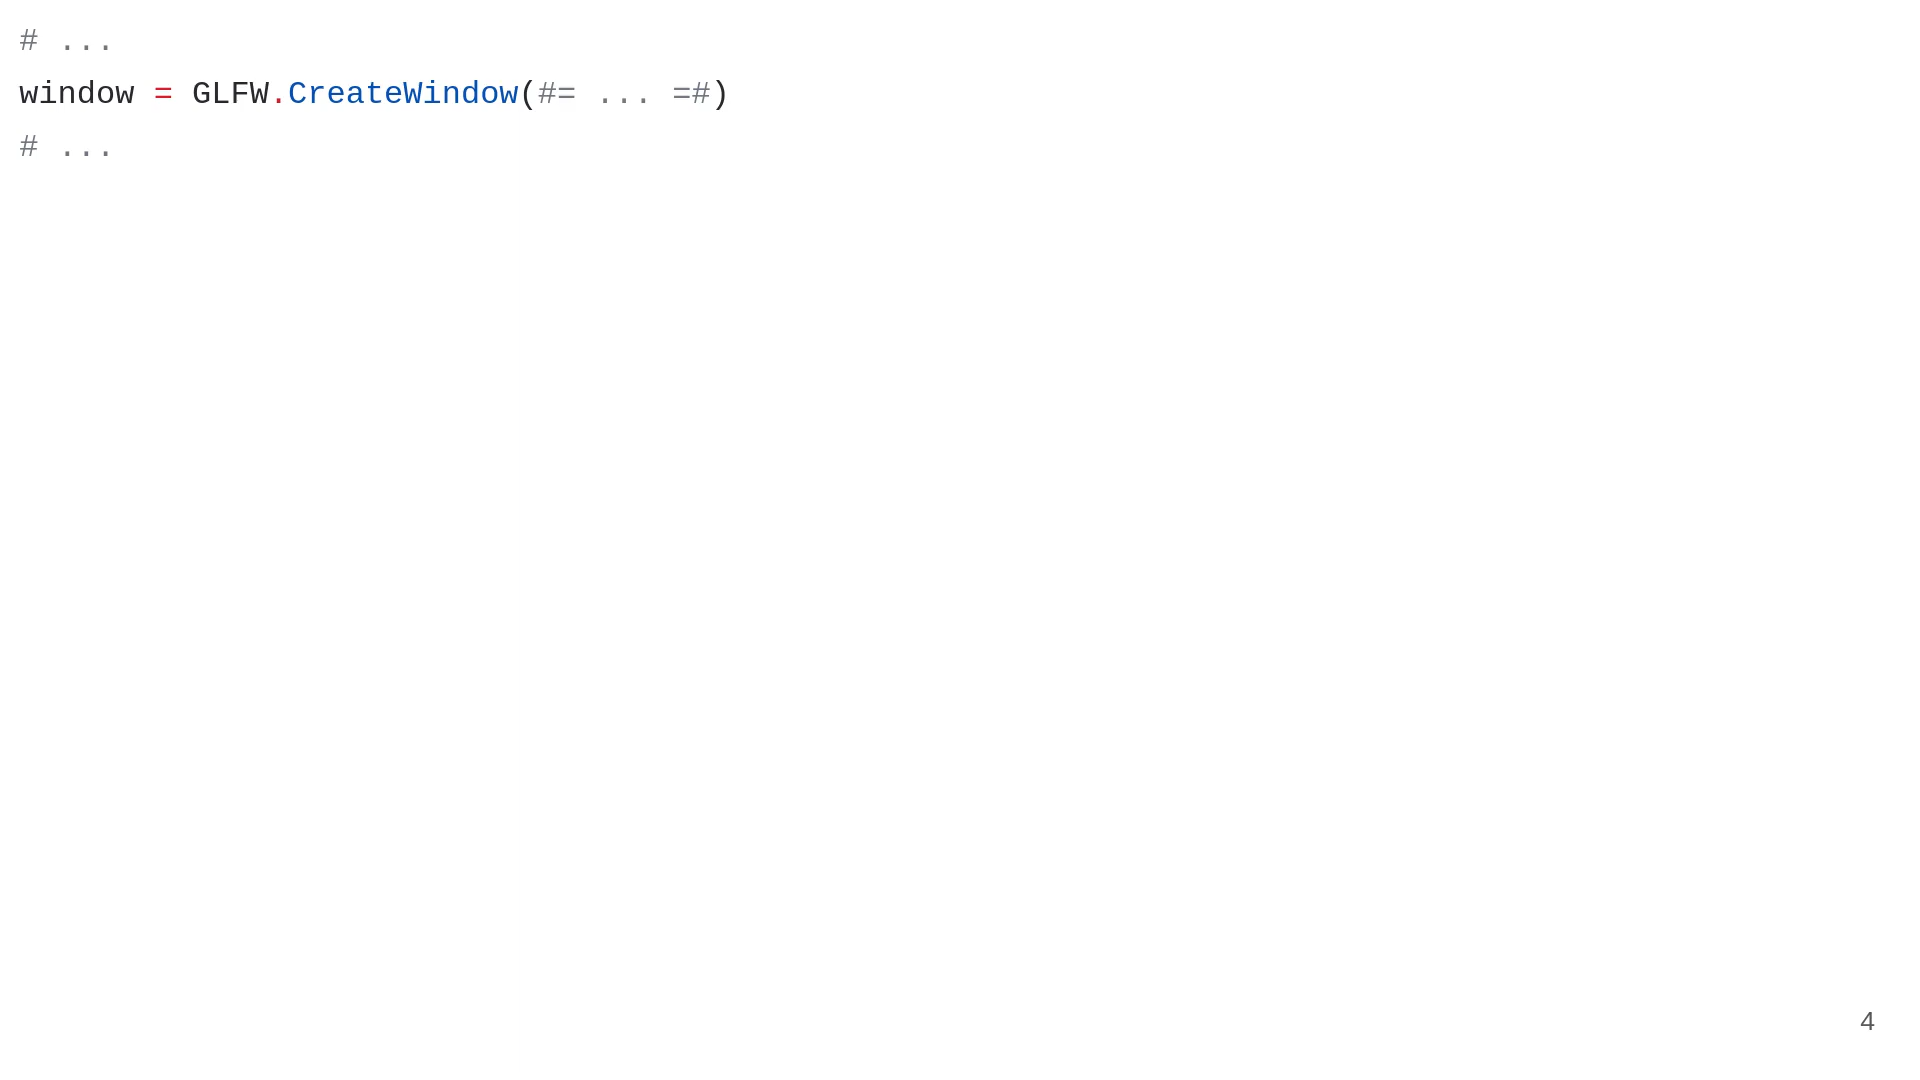 # ...
window = GLFW.CreateWindow(#= ... =#)
# ...
4